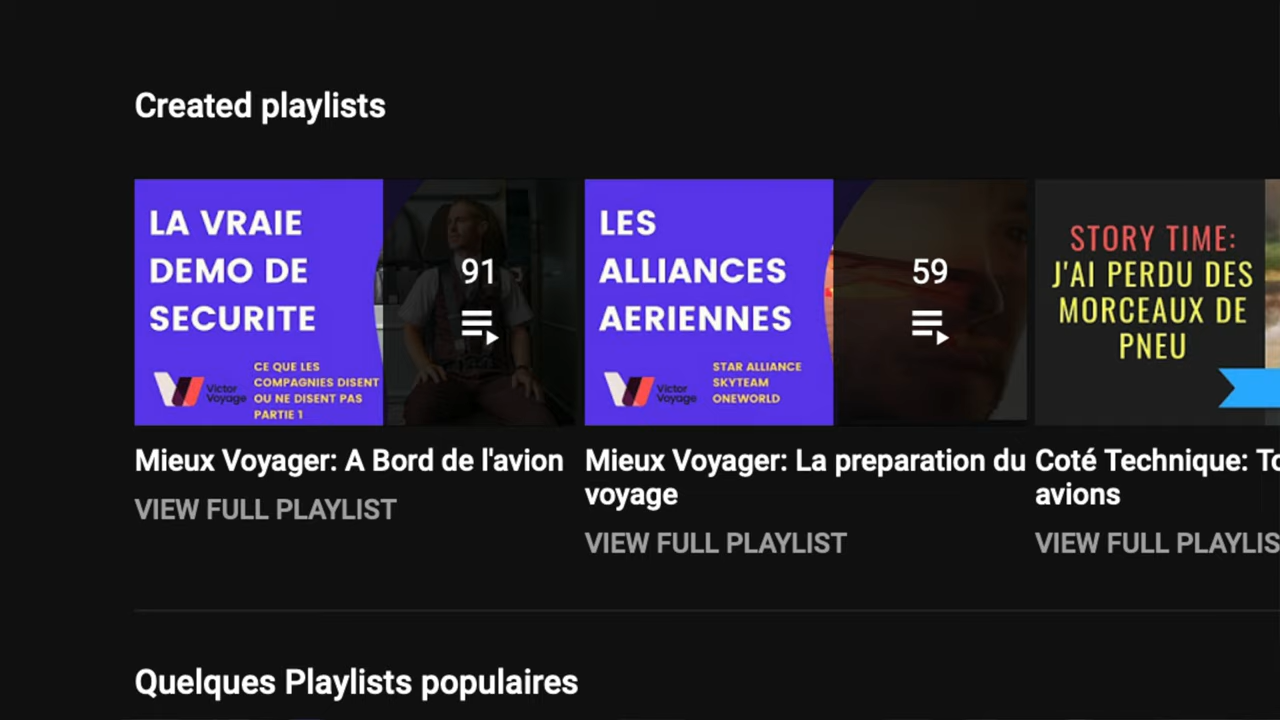 Created playlists
LA VRAIE
DEMO DE
SECURITE
Victor
Voyage
CE QUE LES
COMPAGNIES DISENT
OU NE DISENT PAS
PARTIE 1
91
LES
ALLIANCES
AERIENNES
Victor
Voyage
STAR ALLIANCE
SKYTEAM
ONEWORLD
59
STORY TIME:
J'AI PERDU DES
MORCEAUX DE
PNEU
Mieux Voyager: A Bord de l'avion
VIEW FULL PLAYLIST
Mieux Voyager: La preparation du
voyage
VIEW FULL PLAYLIST
Coté Technique:
avions
VIEW FULL
Quelques Playlists populaires